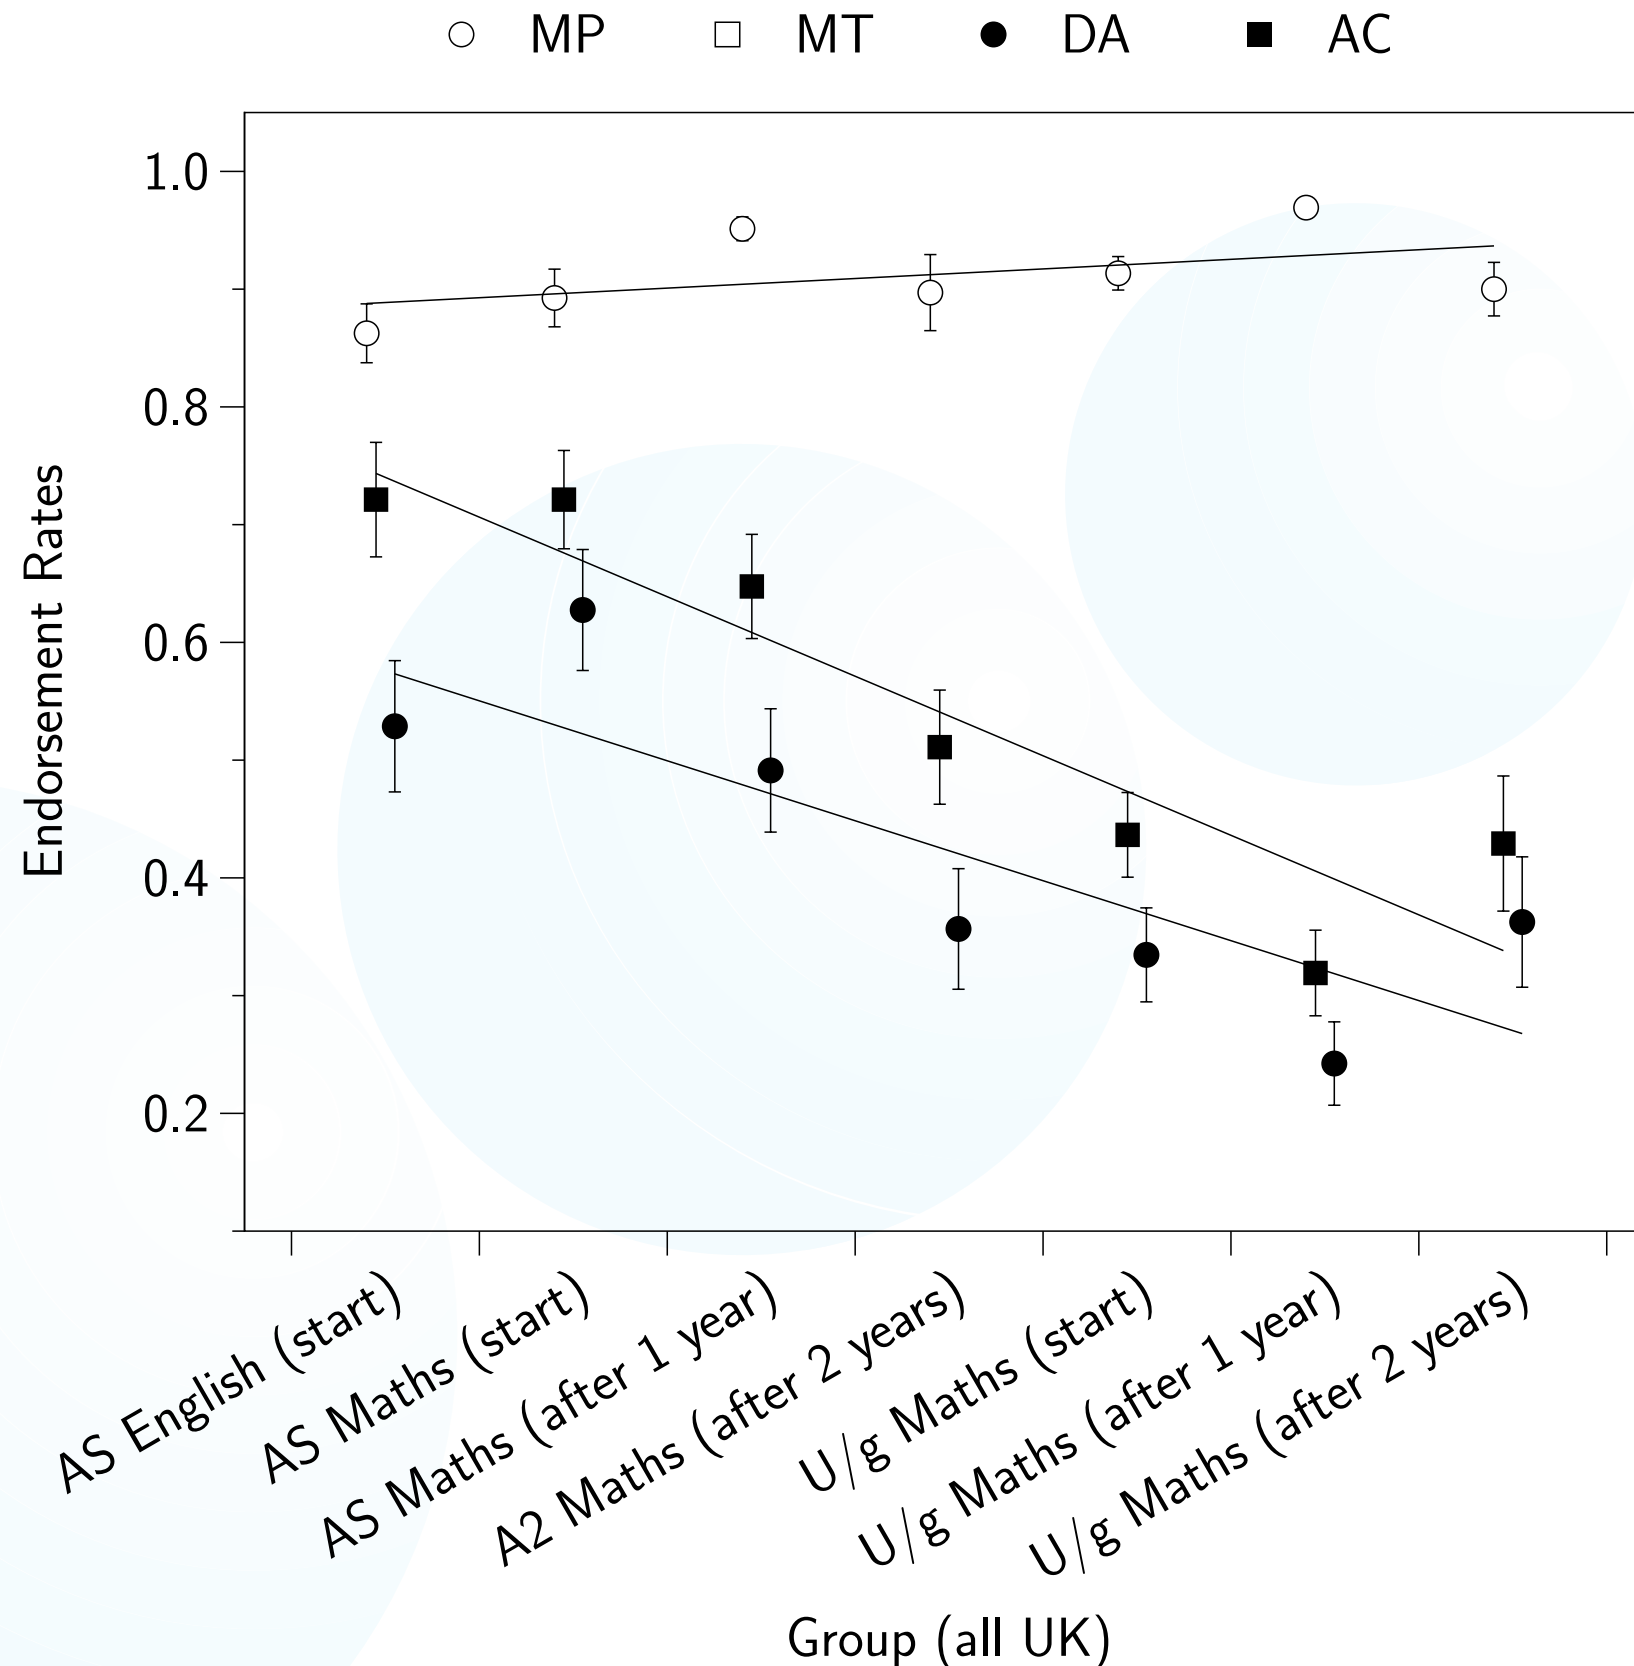 MP MT DA AC
Endorsement Rates
1.0
0.8
0.6
0.4
0.2
AS English (start)
AS Maths (start)
AS Maths (after 1 year)
A2 Maths (after 2 years)
U/g Maths (start)
U/g Maths (after 1 year)
U/g Maths (after 2 years)
Group (all UK)